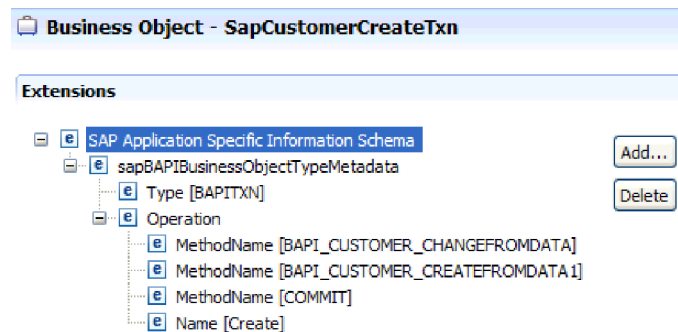 Business Object - SapCustomerCreateTxn
Extensions
e SAP Application Specific Information Schema
Add...
e sapBAPIBusinessObjectTypeMetadata
e Type [BAPITXN]
Delete
e Operation
e MethodName [BAPI_CUSTOMER_CHANGEFROMDATA]
e MethodName [BAPI_CUSTOMER_CREATEFROMDATA1]
e MethodName [COMMIT]
e Name [Create]